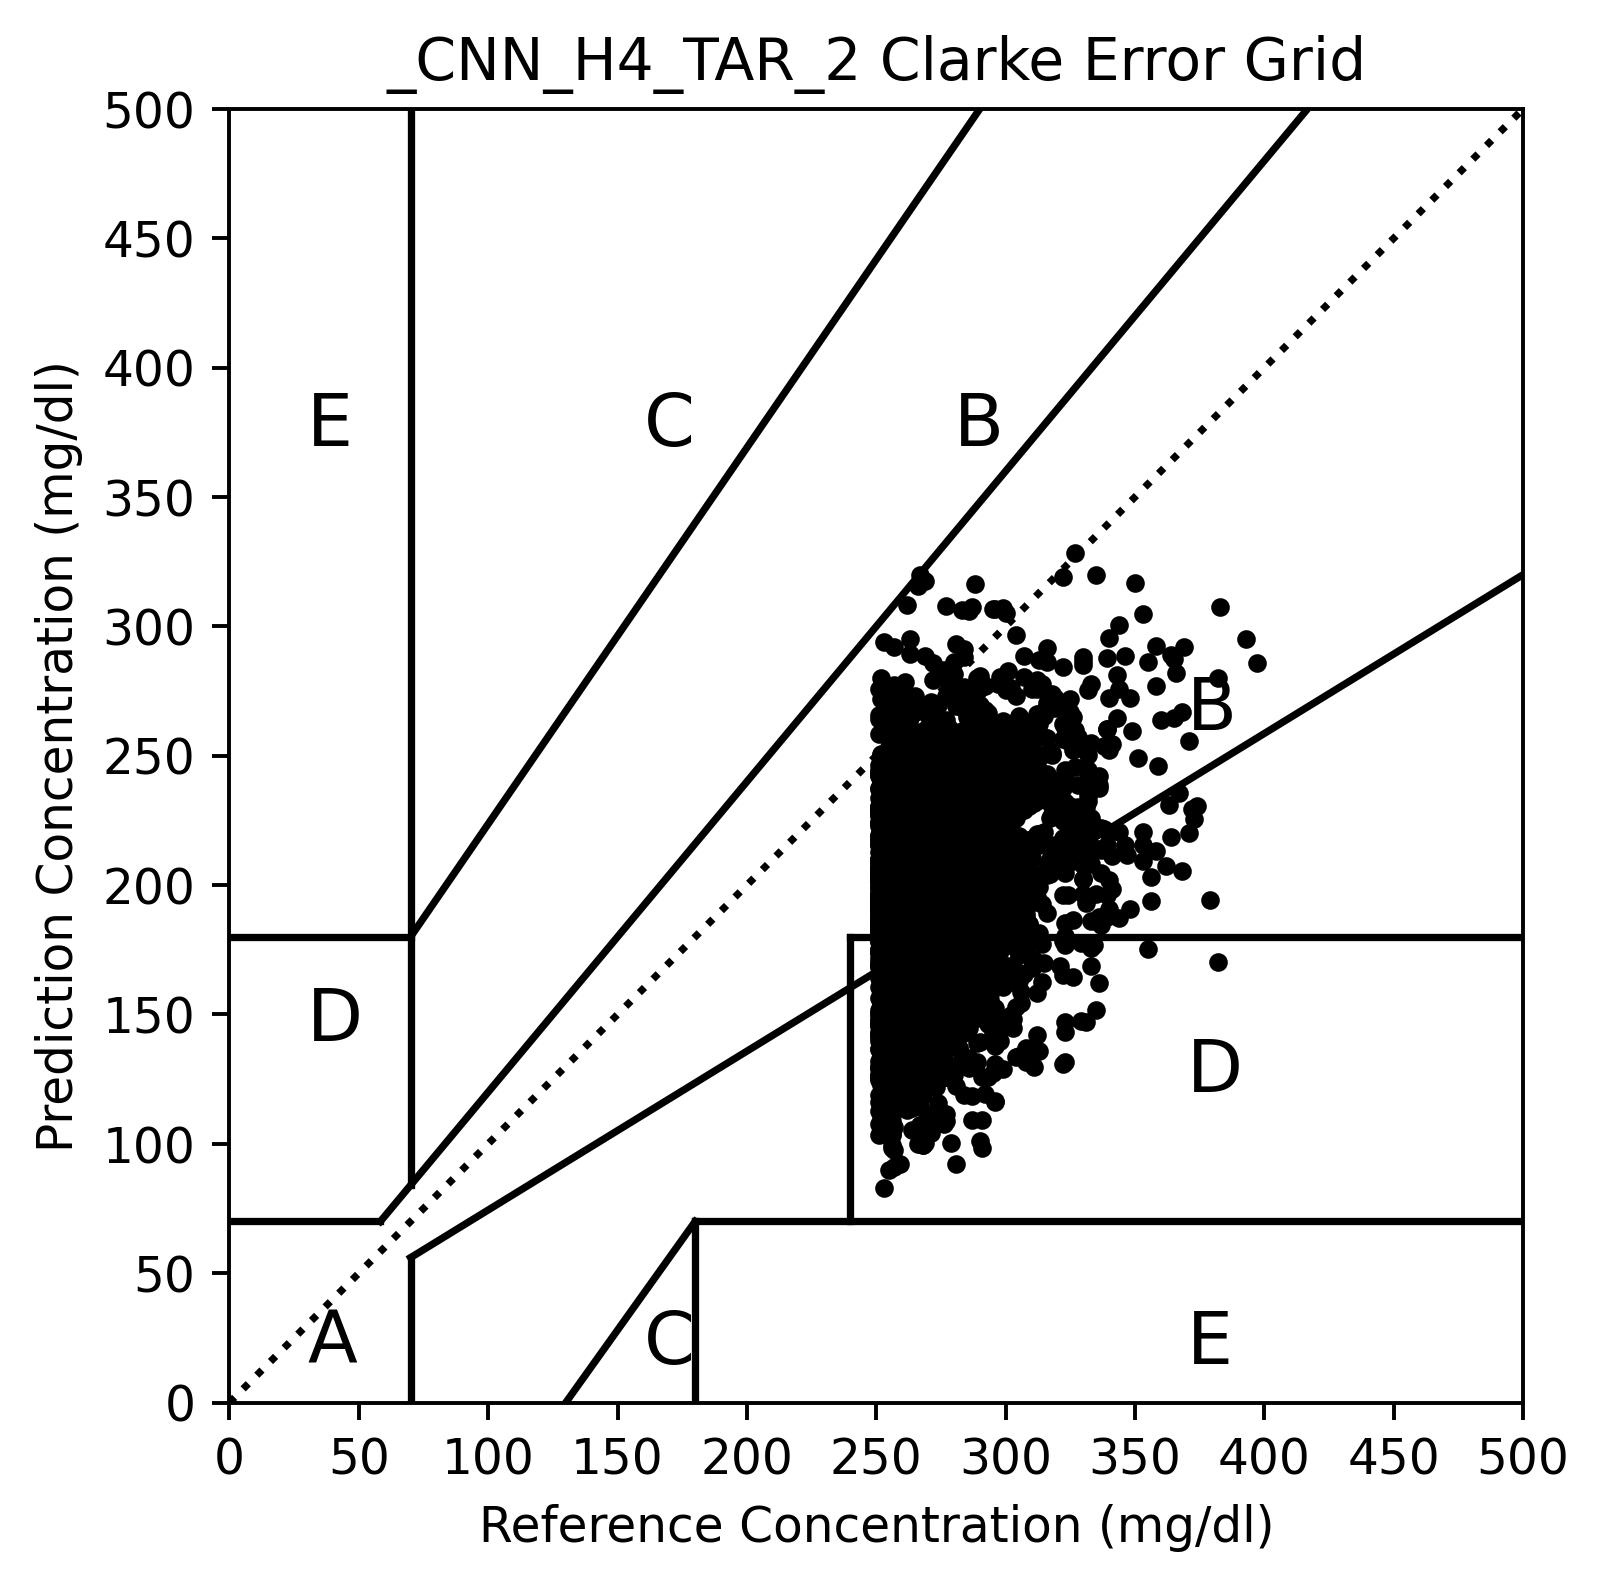 _CNN_H4_TAR_2 Clarke Error Grid
500
450
400
350
300
250
200
150
100
50
0
Prediction Concentration (mg/dl)
E
C
B
B
D
D
A
C
E
0 50 100 150 200 250 300 350 400 450 500
Reference Concentration (mg/dl)